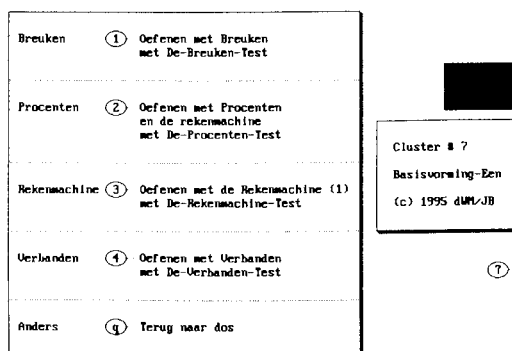 Breuken 1 Oefenen met Breuken
met De-Breuken-Test
Procenten 2 Oefenen met Procenten
en de rekenmachine
met De-Procenten-Test
Rekenmachine 3 Oefenen met de Rekenmachine (1)
met De-Rekenmachine-Test
Verbanden 4 Oefenen met Verbanden
met De-Verbanden-Test
Anders q Terug naar dos
Cluster # 7
Basisvorming-Een
(c) 1995 dWM/JB
?